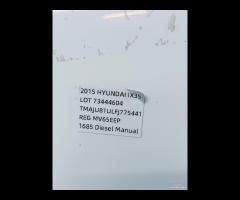 2015 HYUNDAI IX35
LOT 73444604
TMAJU81ULFJ775441
REG MV65EEP
1685 Diesel Manual